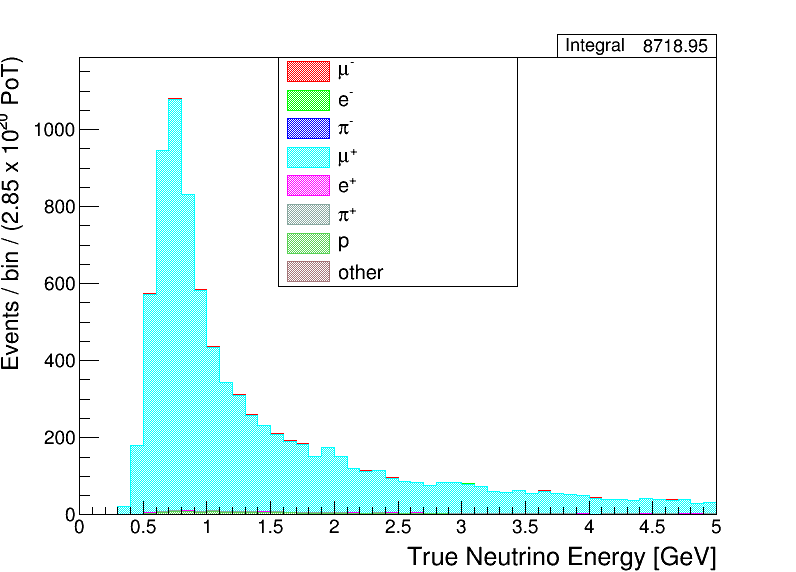 Integral 8718.95
μ⁻
e⁻
π⁻
μ⁺
e⁺
π⁺
p
other
Events / bin / (2.85 x 10²⁰ PoT)
1000
800
600
400
200
0
0 0.5 1 1.5 2 2.5 3 3.5 4 4.5 5
True Neutrino Energy [GeV]